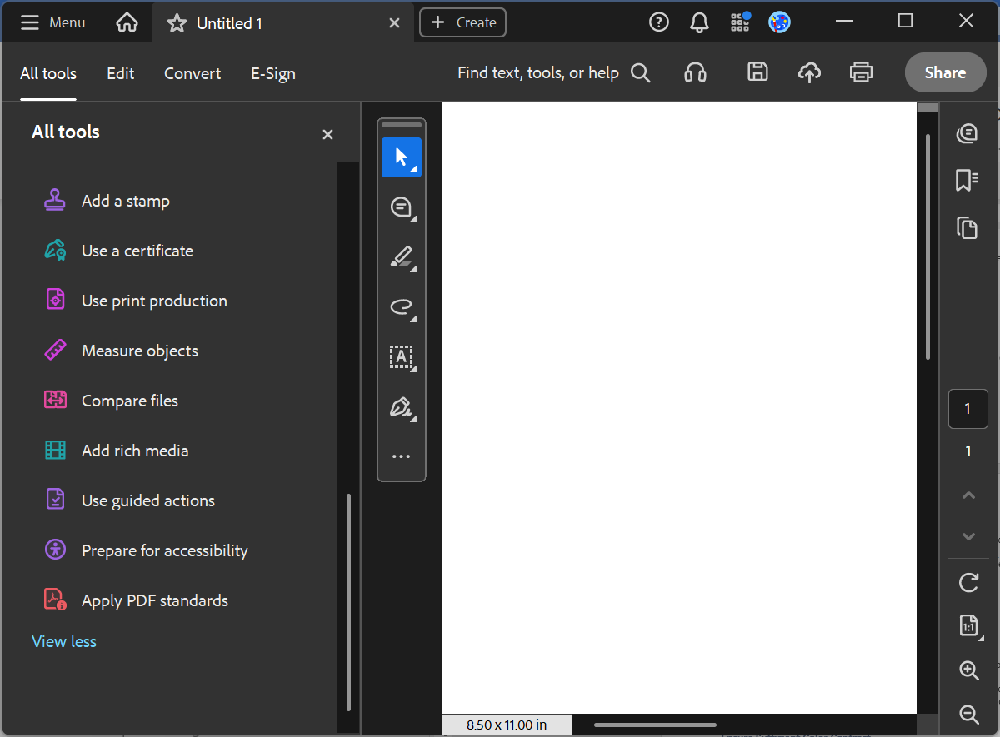 Menu
Untitled 1
Create
All tools
Edit
Convert
E-Sign
Find text, tools, or help
Share
All tools
Add a stamp
Use a certificate
Use print production
Measure objects
Compare files
Add rich media
Use guided actions
Prepare for accessibility
Apply PDF standards
View less
A
1
1
1:1
8.50 x 11.00 in